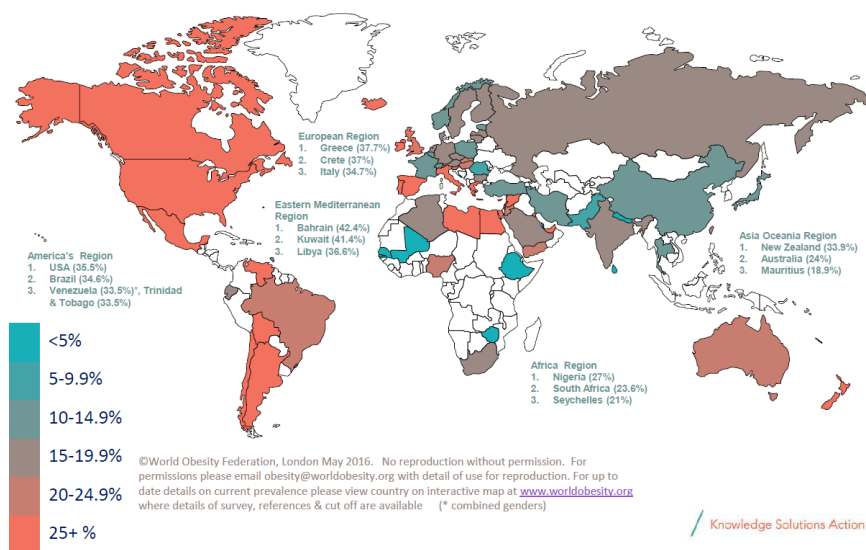 European Region
1. Greece (37.7%)
2. Crete (37%)
3. Italy (34.7%)
Eastern Mediterranean
Region
1. Bahrain (42.4%)
2. Kuwait (41.4%)
3. Libya (36.6%)
America's Region
1. USA (35.5%)
2. Brazil (34.6%)
3. Venezuela (33.5%)*, Trinidad
& Tobago (33.5%)
Asia Oceania Region
1. New Zealand (33.9%)
2. Australia (24%)
3. Mauritius (18.9%)
Africa Region
1. Nigeria (27%)
2. South Africa (23.6%)
3. Seychelles (21%)
<5%
5-9.9%
10-14.9%
15-19.9%
20-24.9%
25+ %
©World Obesity Federation, London May 2016. No reproduction without permission. For
permissions please email obesity@worldobesity.org with detail of use for reproduction. For up to
date details on current prevalence please view country on interactive map at www.worldobesity.org
where details of survey, references & cut off are available (* combined genders)
Knowledge Solutions Action